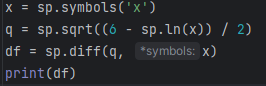 x = sp.symbols('x')
q = sp.sqrt((6 - sp.ln(x)) / 2)
df = sp.diff(q, *symbols: x)
print(df)